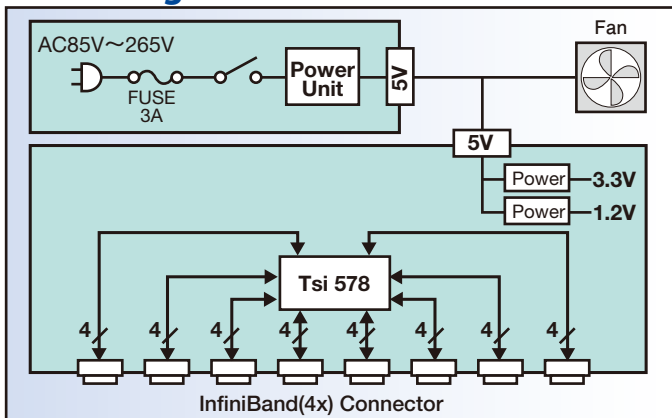 AC85V～265V
Fan
FUSE
3A
Power
Unit
5V
5V
Power
3.3V
Power
1.2V
Tsi 578
4 4 4 4 4 4 4 4
InfiniBand(4x) Connector